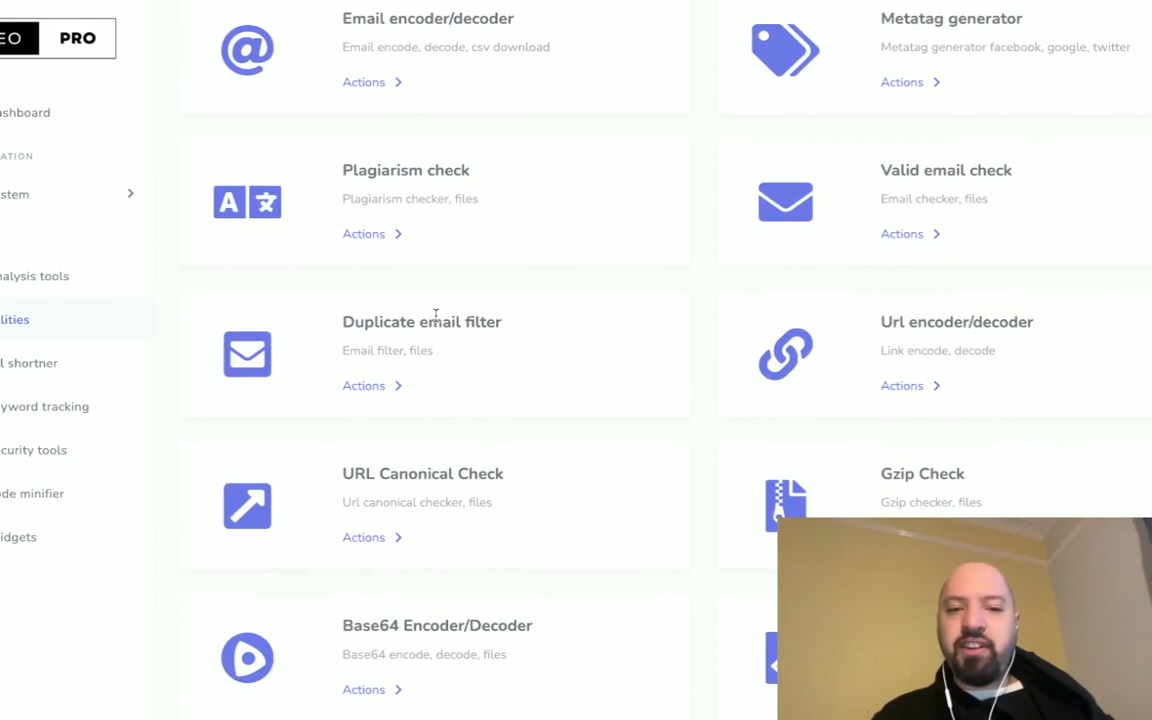 EO PRO
ashboard
ATION
stem
nalysis tools
lities
l shortner
yword tracking
curity tools
de minifier
idgets
Email encoder/decoder
Email encode, decode, csv download
Actions
Metatag generator
Metatag generator facebook, google, twitter
Actions
A
Plagiarism check
Plagiarism checker, files
Actions
Valid email check
Email checker, files
Actions
Duplicate email filter
Email filter, files
Actions
Url encoder/decoder
Link encode, decode
Actions
URL Canonical Check
Url canonical checker, files
Actions
Gzip Check
Gzip checker, files
Base64 Encoder/Decoder
Base64 encode, decode, files
Actions